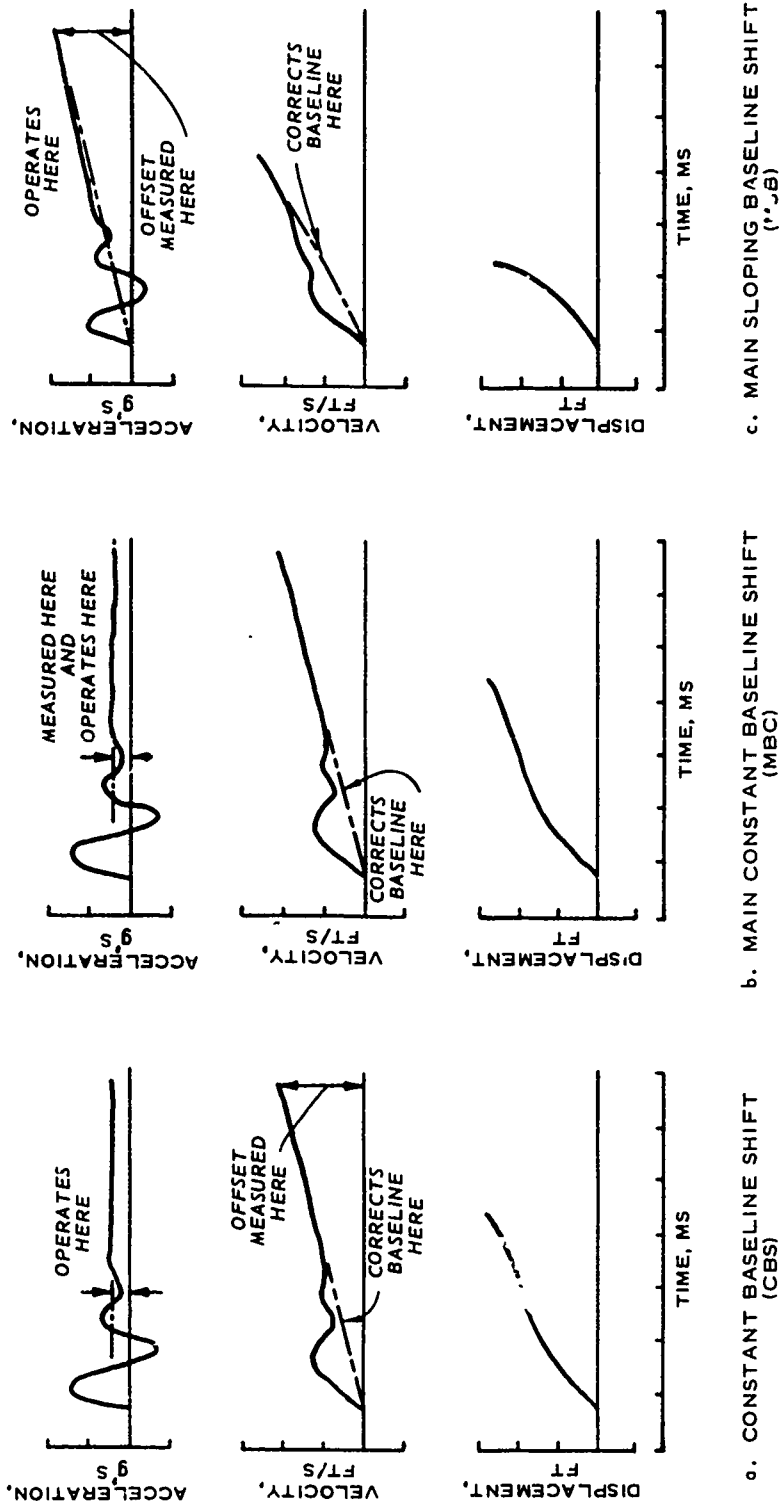 ACCELERATION,
g'S
OPERATES
HERE
VELOCITY,
FT/S
OFFSET
MEASURED
HERE
CORRECTS
BASELINE
HERE
DISPLACEMENT,
FT
TIME, MS
a. CONSTANT BASELINE SHIFT
(CBS)
ACCELERATION,
g'S
MEASURED HERE
AND
OPERATES HERE
VELOCITY,
FT/S
CORRECTS
BASELINE
HERE
DISPLACEMENT,
FT
TIME, MS
b. MAIN CONSTANT BASELINE SHIFT
(MBC)
ACCELERATION,
g'S
OPERATES
HERE
OFFSET
MEASURED
HERE
VELOCITY,
FT/S
CORRECTS
BASELINE
HERE
DISPLACEMENT,
FT
TIME, MS
c. MAIN SLOPING BASELINE SHIFT